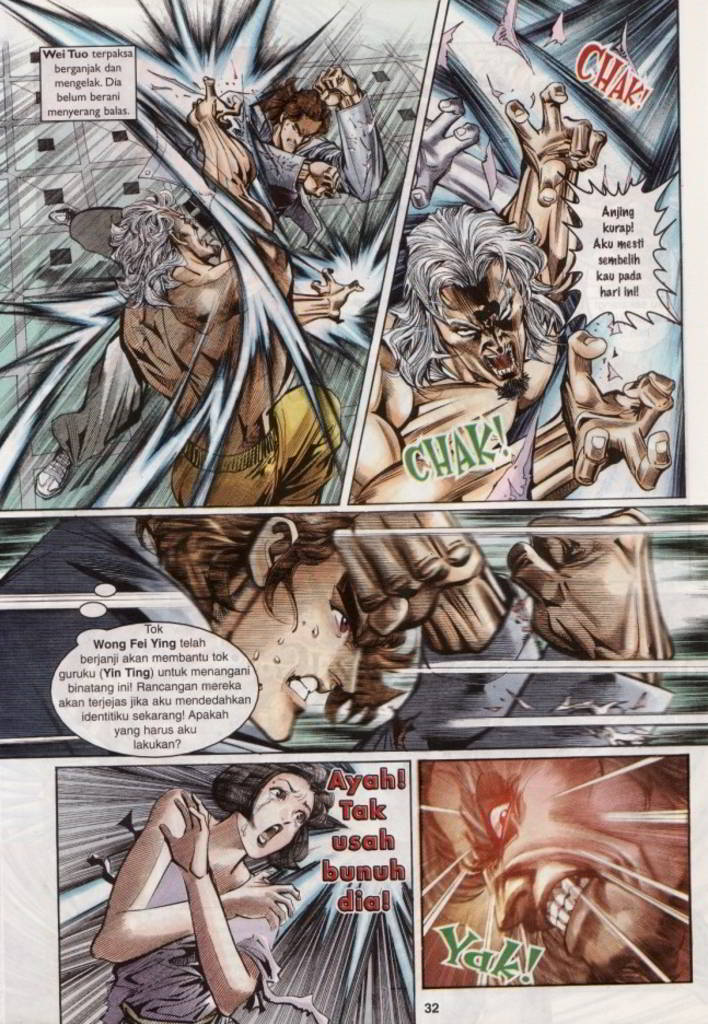 Wei Tuo terpaksa
berganjak dan
mengelak. Dia
belum berani
menyerang balas.
CHAK!
Anjing
kurap!
Aku mesti
sembelih
kau pada
hari ini!
CHAK!
Tok
Wong Fei Ying telah
berjanji akan membantu tok
guruku (Yin Ting) untuk menangani
binatang ini! Rancangan mereka
akan terjejas jika aku mendedahkan
identitiku sekarang! Apakah
yang harus aku
lakukan?
Ayah!
Tak
usah
bunuh
dia!
Yak!
32